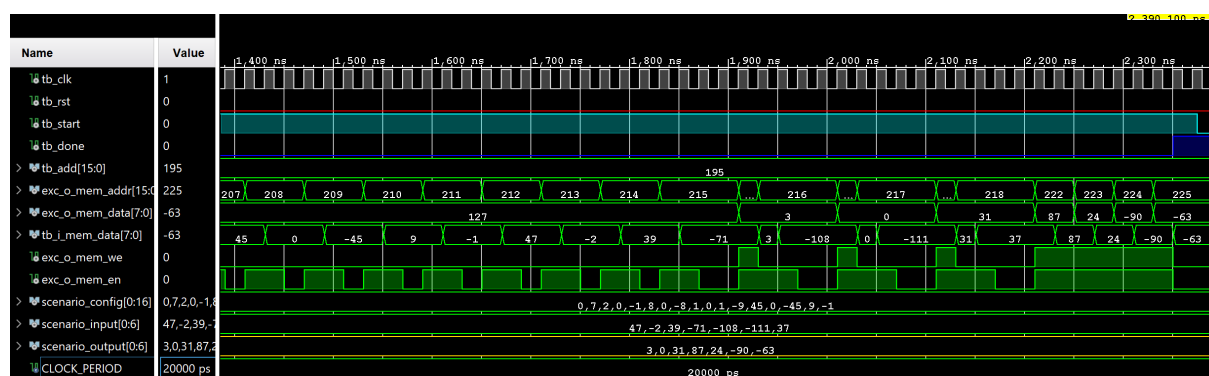 2,390.100 ns
Name Value 1,400 ns 1,500 ns 1,600 ns 1,700 ns 1,800 ns 1,900 ns 2,000 ns 2,100 ns 2,200 ns 2,300 ns
tb_clk 1
tb_rst 0
tb_start 0
tb_done 0
tb_add[15:0] 195 195
exc_o_mem_addr[15:0 225 207 208 209 210 211 212 213 214 215 ... 216 ... 217 ... 218 222 223 224 225
exc_o_mem_data[7:0] -63 127 3 0 31 87 24 -90 -63
tb_i_mem_data[7:0] -63 45 0 -45 9 -1 47 -2 39 -71 3 -108 0 -111 31 37 87 24 -90 -63
exc_o_mem_we 0
exc_o_mem_en 0
scenario_config[0:16] 0,7,2,0,-1,8 0,7,2,0,-1,8,0,-8,1,0,1,-9,45,0,-45,9,-1
scenario_input[0:6] 47,-2,39,-7 47,-2,39,-71,-108,-111,37
scenario_output[0:6] 3,0,31,87,2 3,0,31,87,24,-90,-63
CLOCK_PERIOD 20000 ps 20000 ps